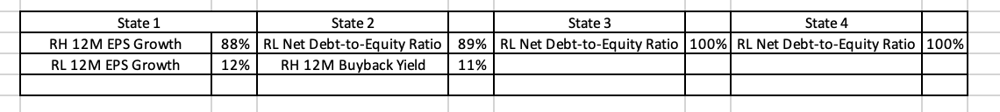 State 1 State 2 State 3 State 4
RH 12M EPS Growth 88% RL Net Debt-to-Equity Ratio 89% RL Net Debt-to-Equity Ratio 100% RL Net Debt-to-Equity Ratio 100%
RL 12M EPS Growth 12% RH 12M Buyback Yield 11%